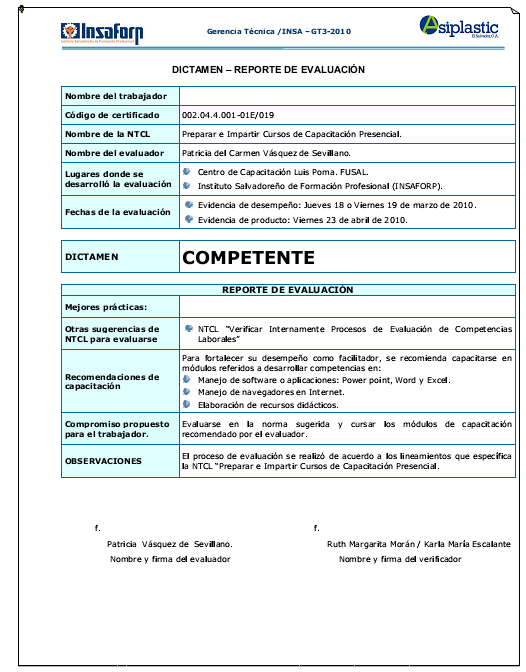 Insaforp
Gerencia Técnica /INSA – GT3-2010
Asiplastic
El Salvador, C.A.
DICTAMEN – REPORTE DE EVALUACIÓN
Nombre del trabajador
Código de certificado 002.04.4.001-01E/019
Nombre de la NTCL Preparar e Impartir Cursos de Capacitación Presencial.
Nombre del evaluador Patricia del Carmen Vásquez de Sevillano.
Lugares donde se
desarrolló la evaluación
Centro de Capacitación Luis Poma. FUSAL.
Instituto Salvadoreño de Formación Profesional (INSAFORP).
Fechas de la evaluación
Evidencia de desempeño: Jueves 18 o Viernes 19 de marzo de 2010.
Evidencia de producto: Viernes 23 de abril de 2010.
DICTAMEN COMPETENTE
REPORTE DE EVALUACIÓN
Mejores prácticas:
Otras sugerencias de
NTCL para evaluarse
NTCL "Verificar Internamente Procesos de Evaluación de Competencias
Laborales"
Recomendaciones de
capacitación
Para fortalecer su desempeño como facilitador, se recomienda capacitarse en
módulos referidos a desarrollar competencias en:
Manejo de software o aplicaciones: Power point, Word y Excel.
Manejo de navegadores en Internet.
Elaboración de recursos didácticos.
Compromiso propuesto
para el trabajador.
Evaluarse en la norma sugerida y cursar los módulos de capacitación
recomendado por el evaluador.
OBSERVACIONES
El proceso de evaluación se realizó de acuerdo a los lineamientos que especifica
la NTCL "Preparar e Impartir Cursos de Capacitación Presencial.
f. f.
Patricia Vásquez de Sevillano. Ruth Margarita Morán / Karla María Escalante
Nombre y firma del evaluador Nombre y firma del verificador